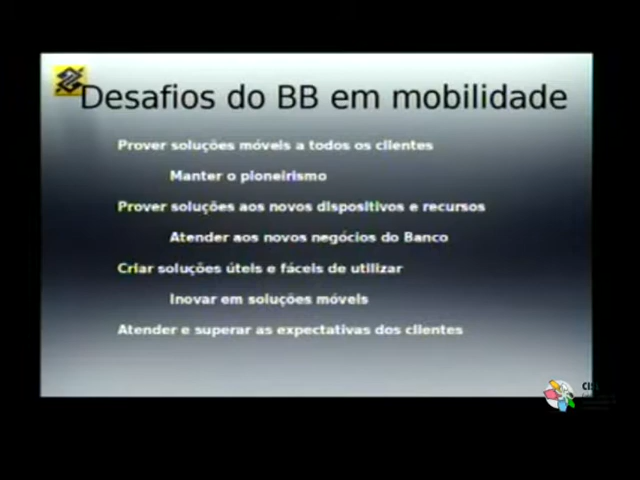 Desafios do BB em mobilidade
Prover soluções móveis a todos os clientes
Manter o pioneirismo
Prover soluções aos novos dispositivos e recursos
Atender aos novos negócios do Banco
Criar soluções úteis e fáceis de utilizar
Inovar em soluções móveis
Atender e superar as expectativas dos clientes